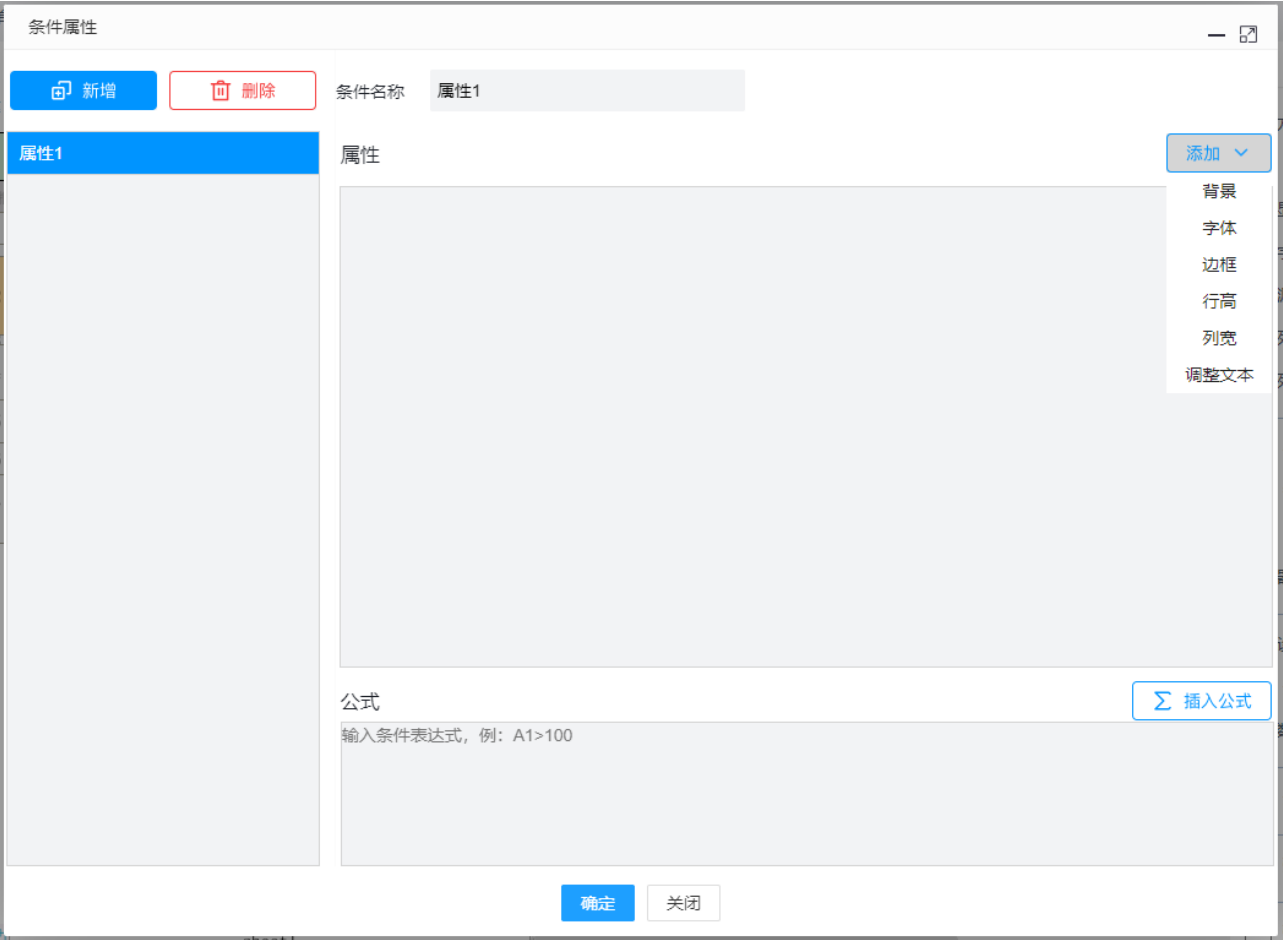 条件属性
新增
删除
条件名称
属性1
属性1
属性
添加
背景
字体
边框
行高
列宽
调整文本
公式
插入公式
输入条件表达式，例：A1>100
确定
关闭